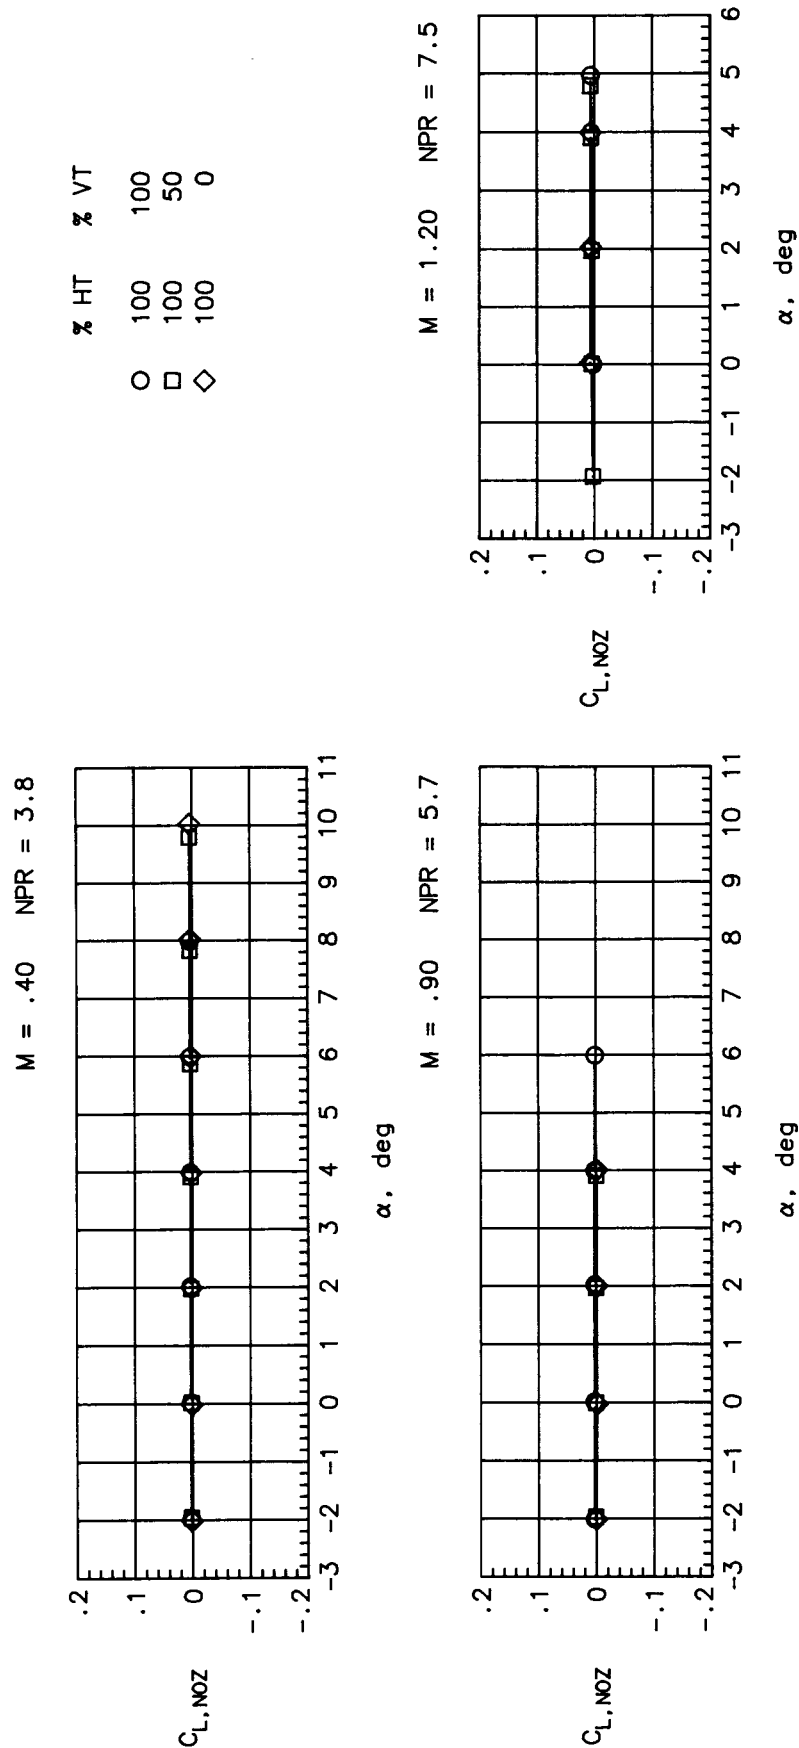 M = .40 NPR = 3.8
.2
.1
0
-.1
-.2
C L,NOZ
-3 -2 -1 0 1 2 3 4 5 6 7 8 9 10 11
α, deg
% HT % VT
100 100
100 50
100 0
M = .90 NPR = 5.7
.2
.1
0
-.1
-.2
C L,NOZ
-3 -2 -1 0 1 2 3 4 5 6 7 8 9 10 11
α, deg
M = 1.20 NPR = 7.5
.2
.1
0
-.1
-.2
C L,NOZ
-3 -2 -1 0 1 2 3 4 5 6
α, deg